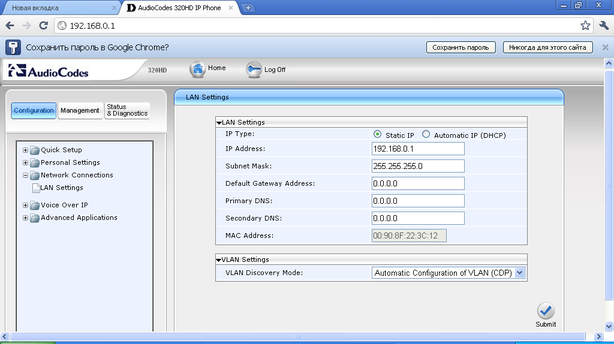 Новая вкладка
AudioCodes 320HD IP Phone
192.168.0.1
Сохранить пароль в Google Chrome?
Сохранить пароль
Никогда для этого сайта
AudioCodes
320HD
Home
Log Off
Configuration
Management
Status
& Diagnostics
Quick Setup
Personal Settings
Network Connections
LAN Settings
Voice Over IP
Advanced Applications
LAN Settings
LAN Settings
IP Type: Static IP Automatic IP (DHCP)
IP Address: 192.168.0.1
Subnet Mask: 255.255.255.0
Default Gateway Address: 0.0.0.0
Primary DNS: 0.0.0.0
Secondary DNS: 0.0.0.0
MAC Address: 00:90:8F:22:3C:12
VLAN Settings
VLAN Discovery Mode: Automatic Configuration of VLAN (CDP)
Submit